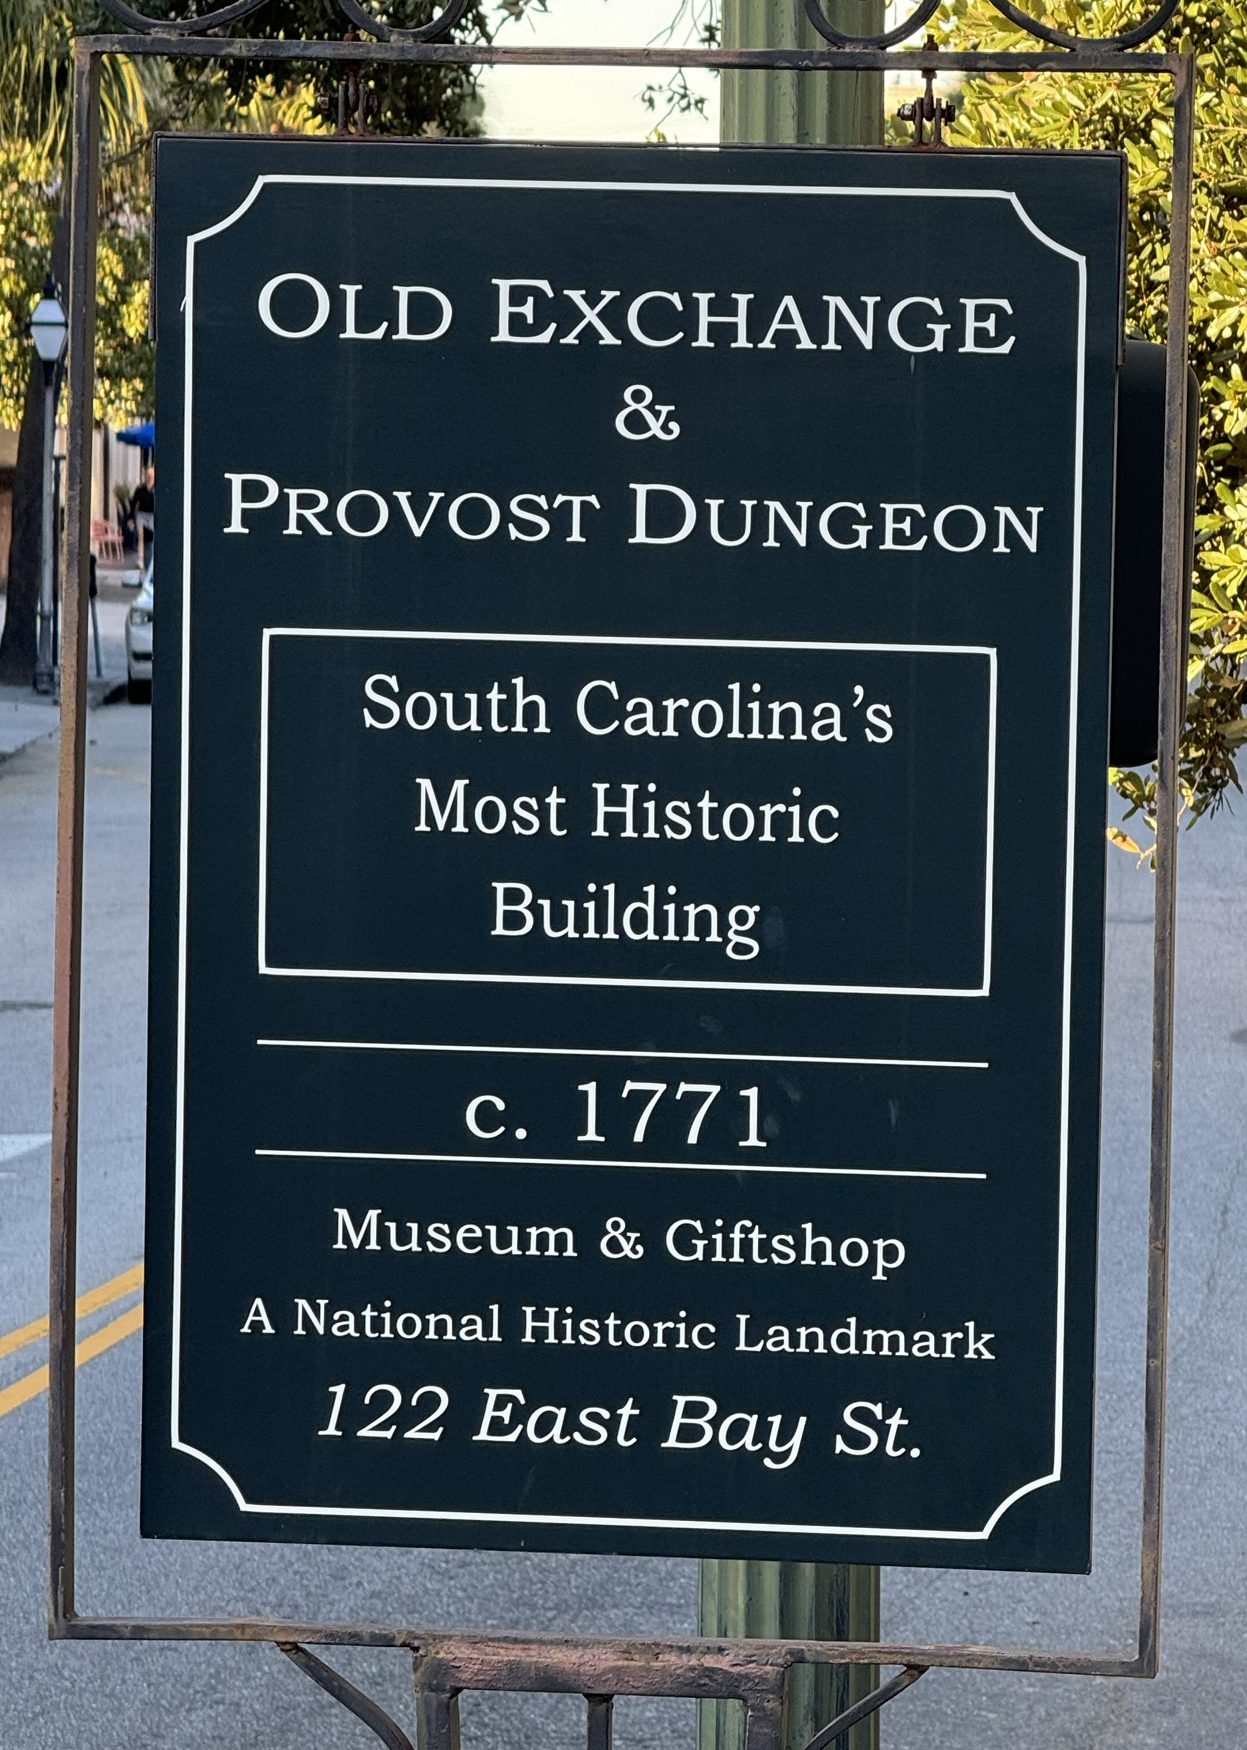 OLD EXCHANGE
&
PROVOST DUNGEON
South Carolina's
Most Historic
Building
c. 1771
Museum & Giftshop
A National Historic Landmark
122 East Bay St.